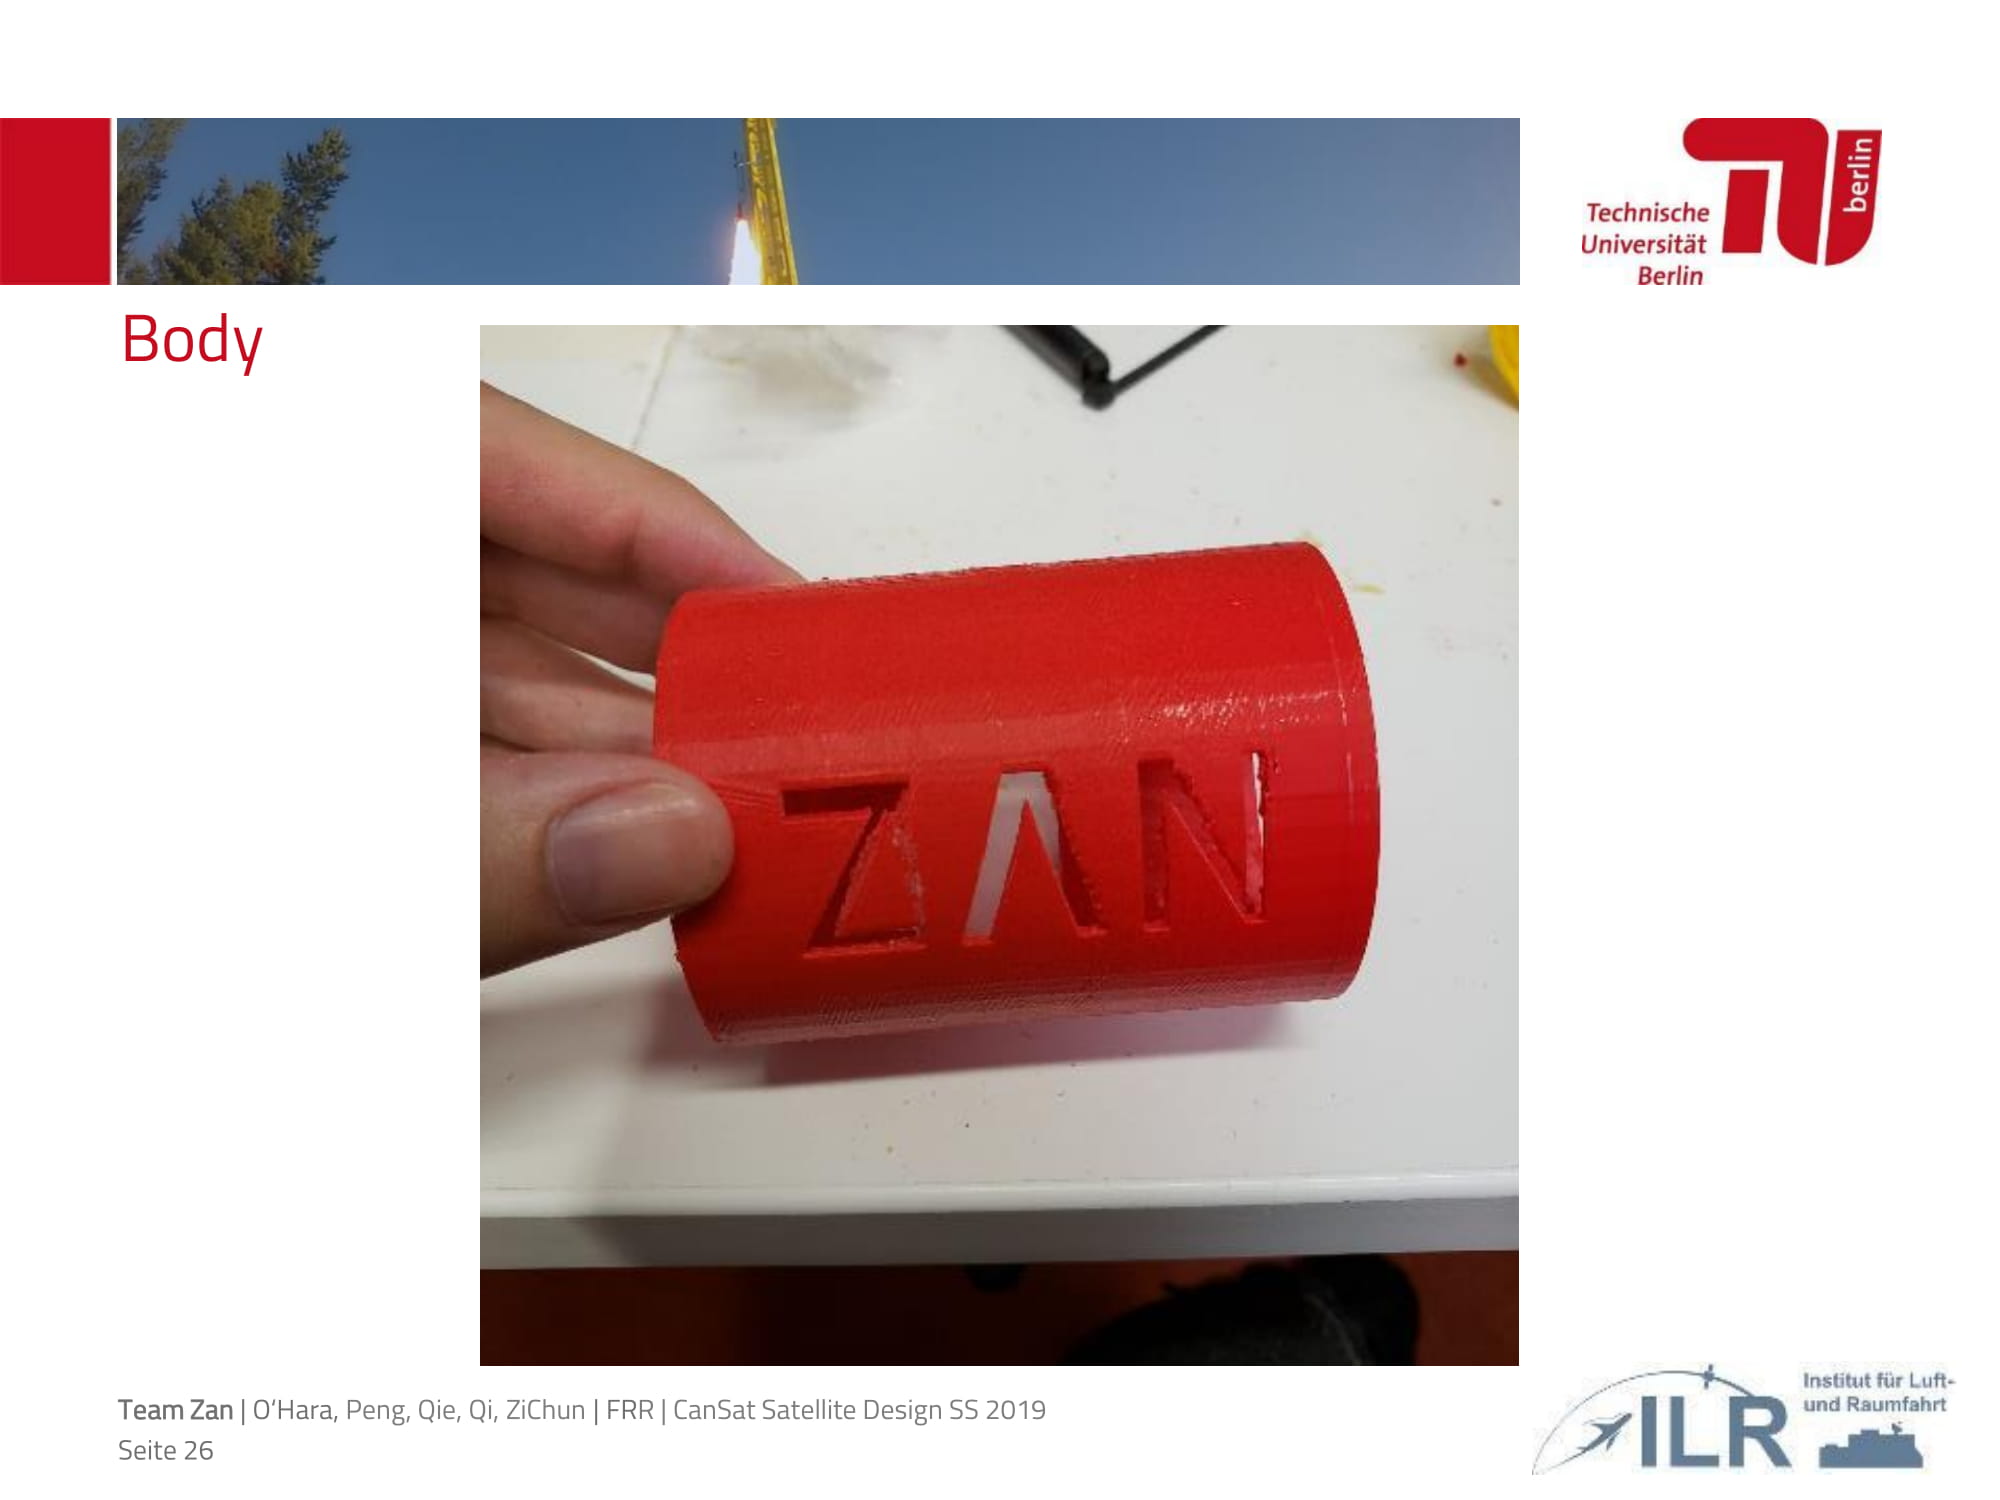 Technische
Universität
Berlin
berlin
Body
ZAN
Team Zan | O‘Hara, Peng, Qie, Qi, ZiChun | FRR | CanSat Satellite Design SS 2019
Seite 26
ILR
Institut für Luft-
und Raumfahrt